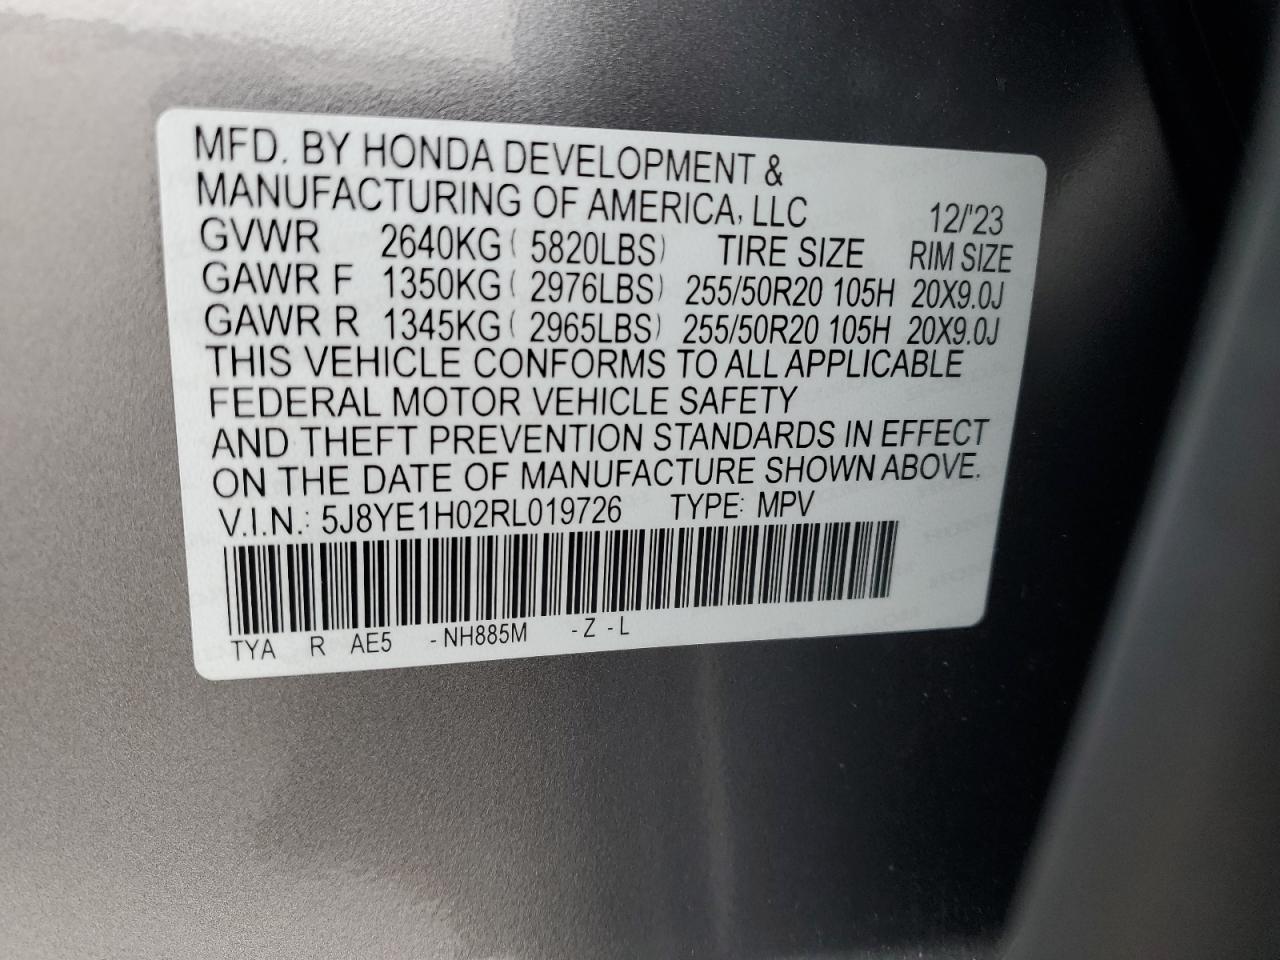 MFD. BY HONDA DEVELOPMENT &
MANUFACTURING OF AMERICA, LLC 12/'23
GVWR 2640KG ( 5820LBS) TIRE SIZE RIM SIZE
GAWR F 1350KG ( 2976LBS) 255/50R20 105H 20X9.0J
GAWR R 1345KG ( 2965LBS) 255/50R20 105H 20X9.0J
THIS VEHICLE CONFORMS TO ALL APPLICABLE
FEDERAL MOTOR VEHICLE SAFETY
AND THEFT PREVENTION STANDARDS IN EFFECT
ON THE DATE OF MANUFACTURE SHOWN ABOVE.
V.I.N.: 5J8YE1H02RL019726 TYPE: MPV
TYA R AE5 -NH885M -Z -L